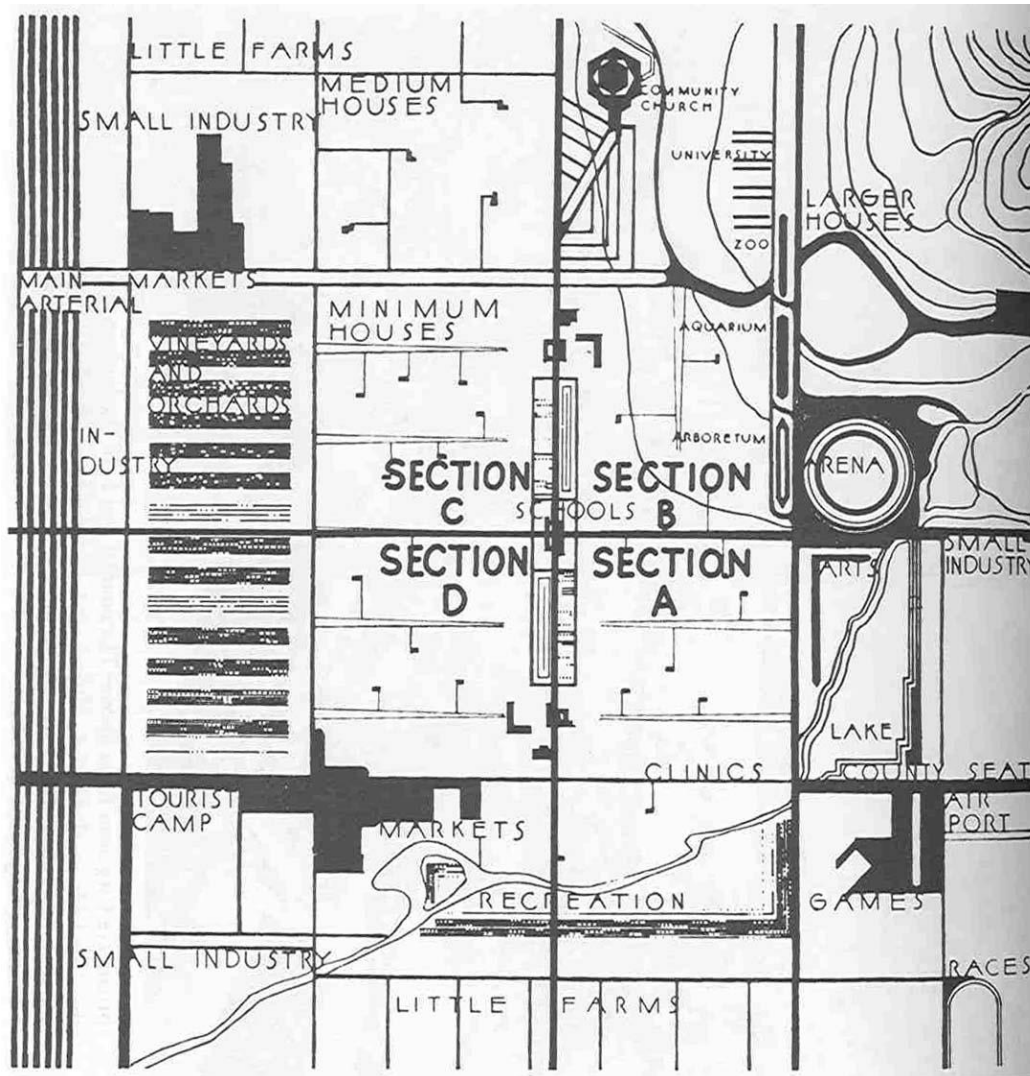 LITTLE FARMS
MEDIUM
HOUSES
COMMUNITY
CHURCH
SMALL INDUSTRY
UNIVERSITY
LARGER
HOUSES
ZOO
MAIN
ARTERIAL
MARKETS
MINIMUM
HOUSES
AQUARIUM
VINEYARDS
AND
ORCHARDS
IN-
DUSTRY
ARBORETUM
ARENA
SECTION
C
SECTION
B
SCHOOLS
SECTION
D
SECTION
A
ARTS
SMALL
INDUSTRY
LAKE
CLINICS
COUNTY SEAT
TOURIST
CAMP
MARKETS
AIR
PORT
RECREATION
GAMES
SMALL INDUSTRY
RACES
LITTLE FARMS